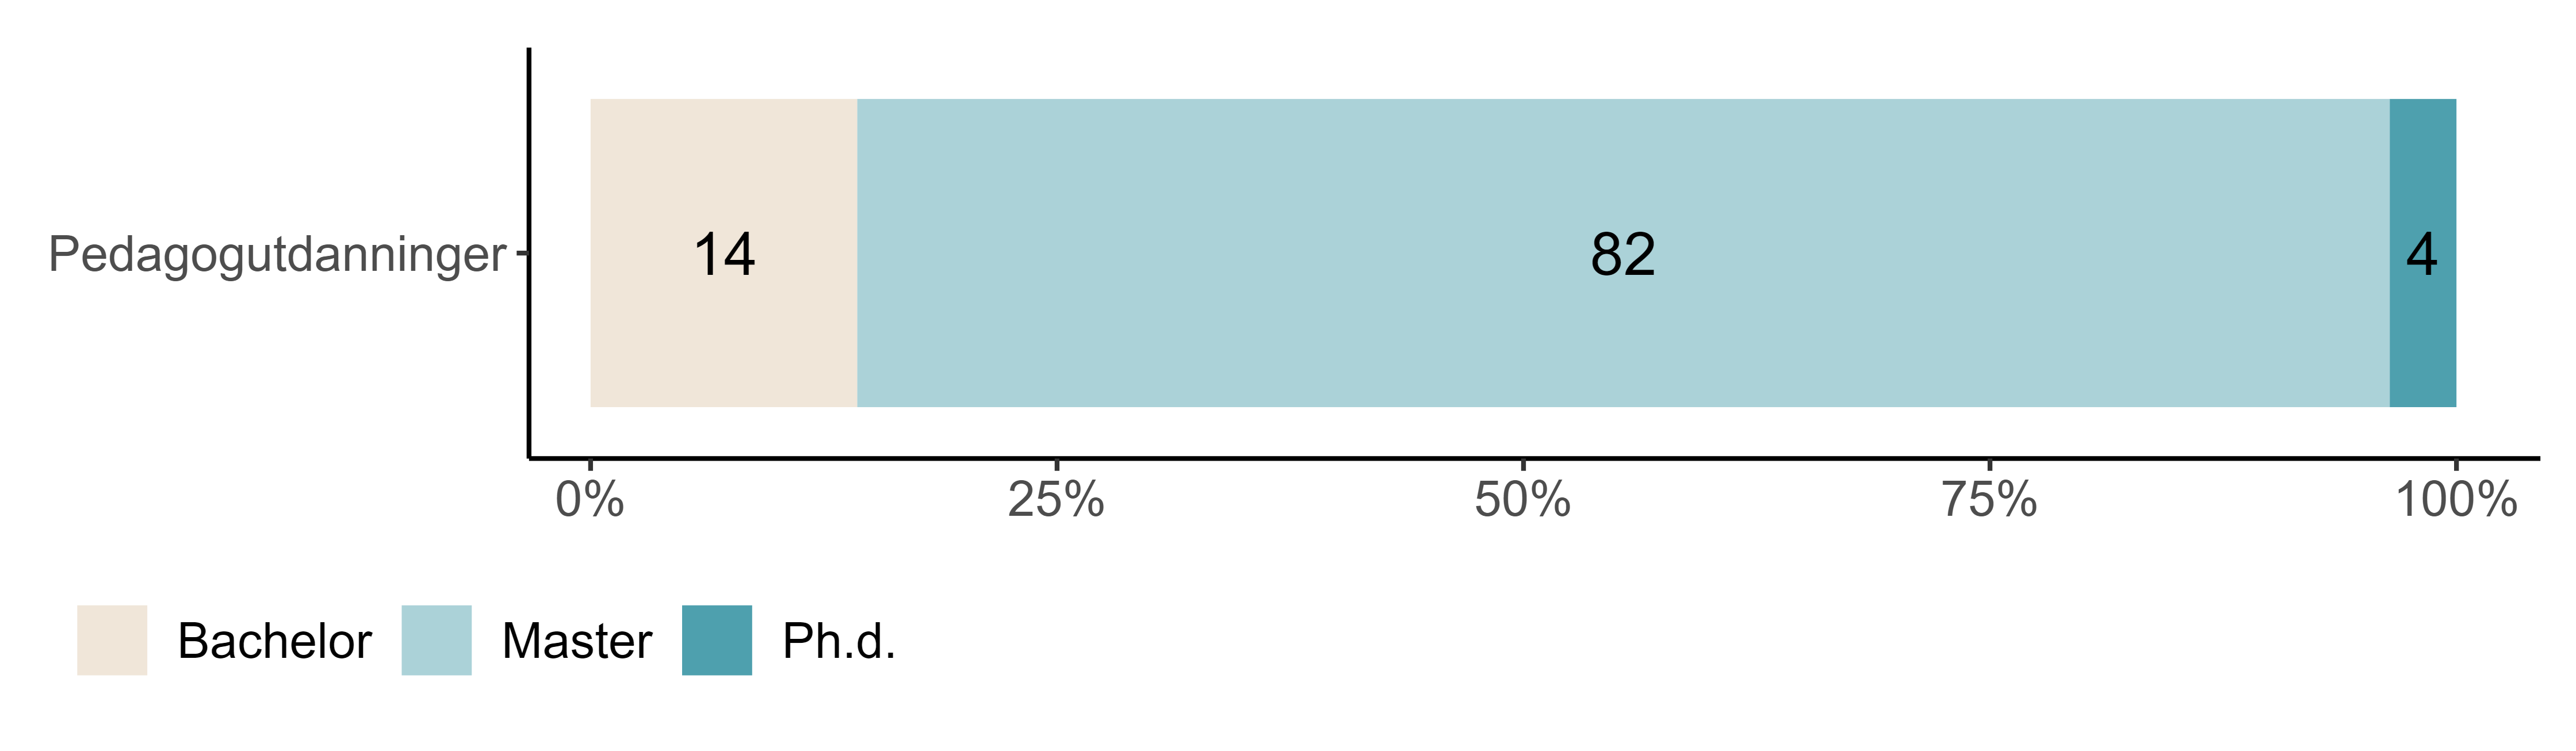 Pedagogutdanninger
14 82 4
0% 25% 50% 75% 100%
Bachelor Master Ph.d.